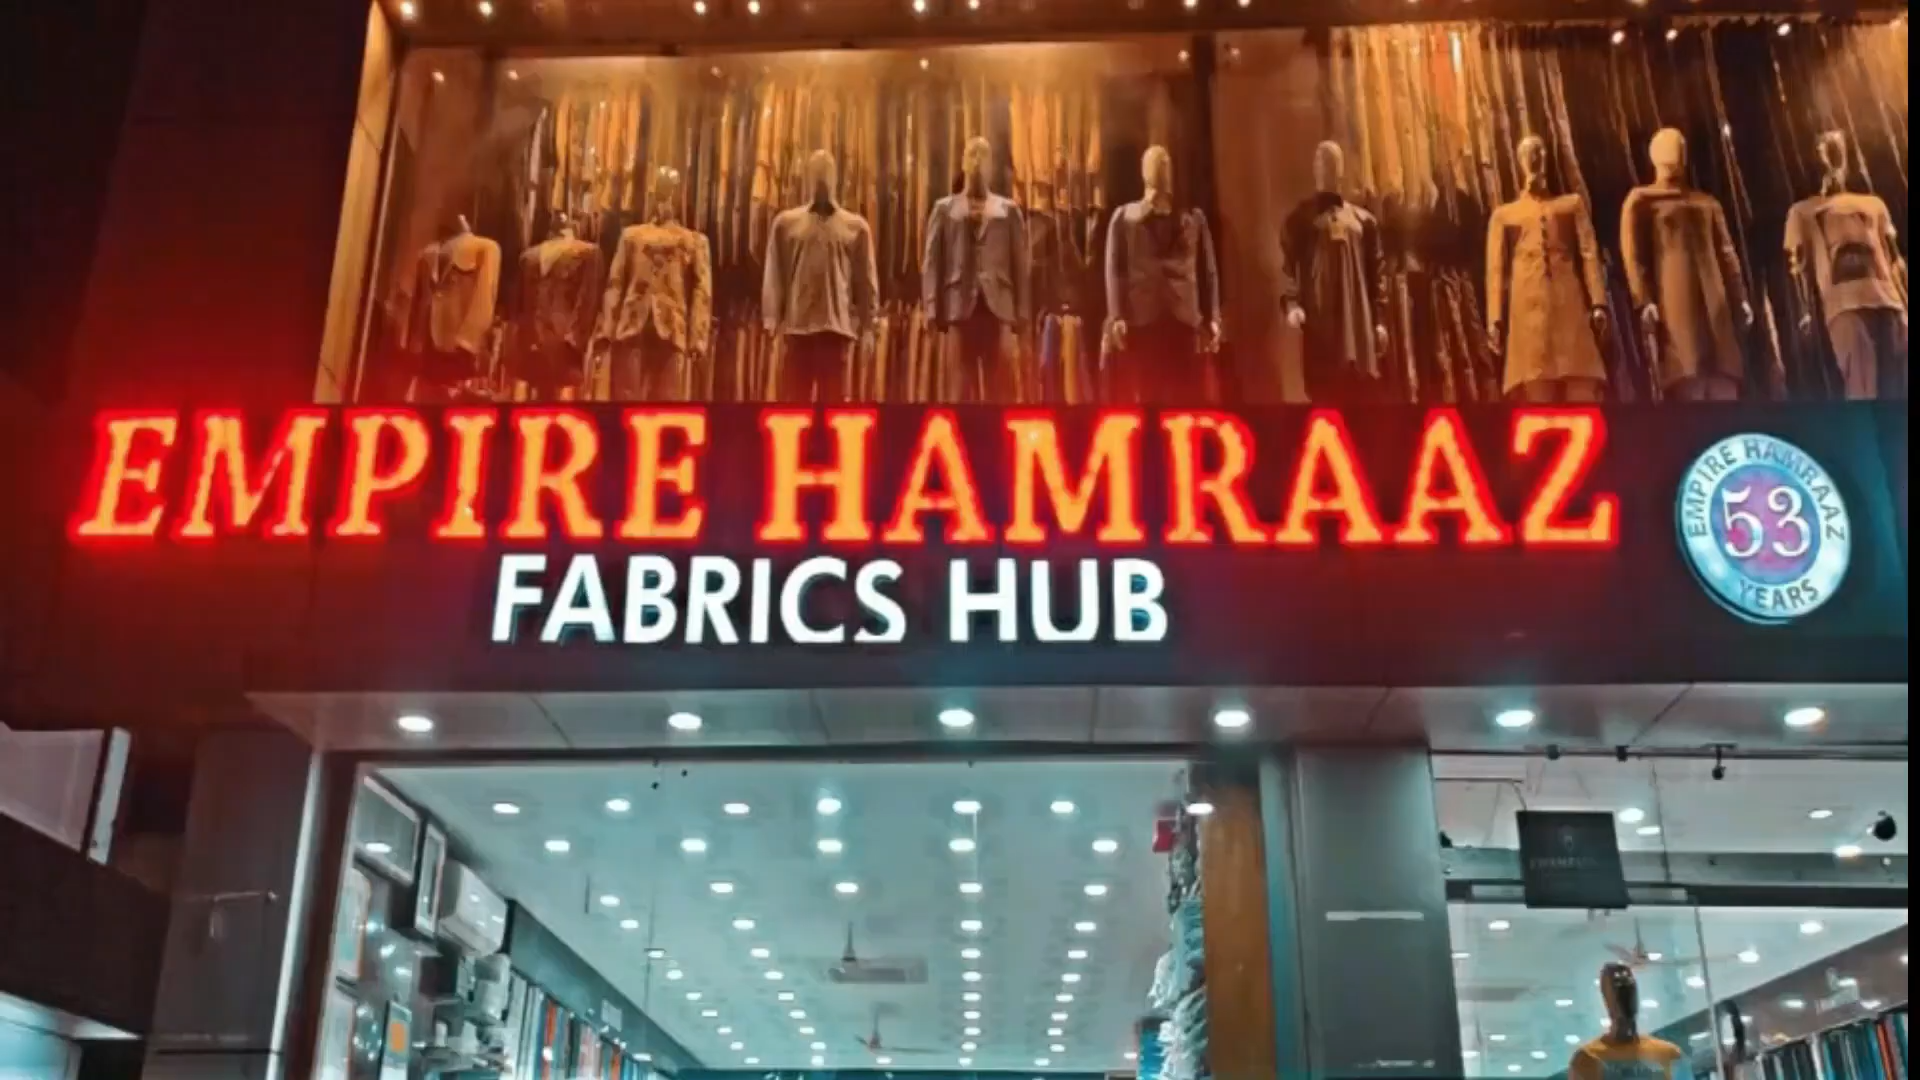 EMPIRE HAMRAAZ
FABRICS HUB
EMPIRE HAMRAAZ
53
YEARS